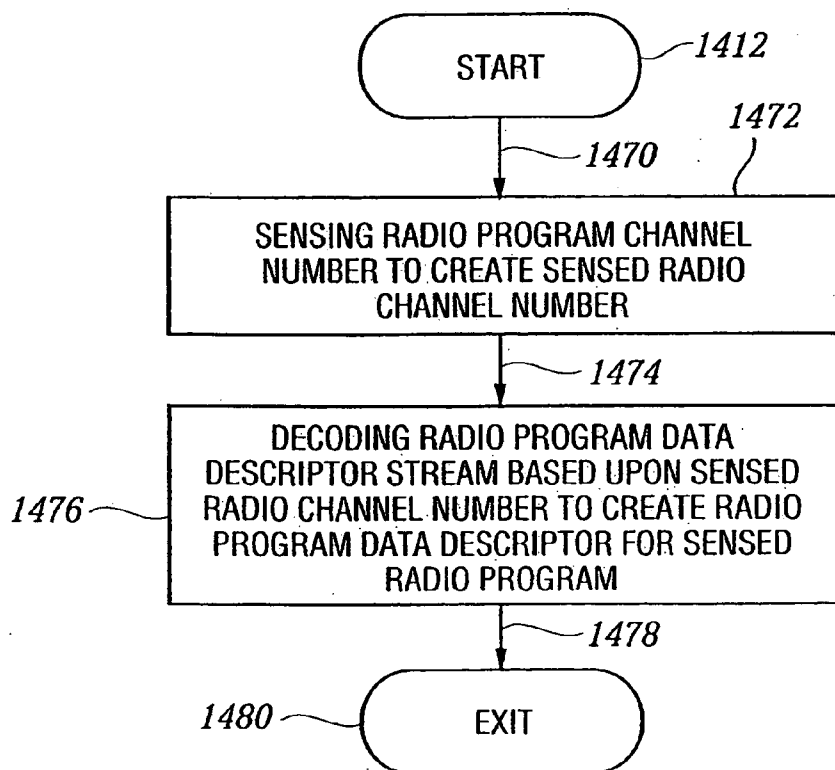 START
1412
1470
1472
SENSING RADIO PROGRAM CHANNEL
NUMBER TO CREATE SENSED RADIO
CHANNEL NUMBER
1474
DECODING RADIO PROGRAM DATA
DESCRIPTOR STREAM BASED UPON SENSED
RADIO CHANNEL NUMBER TO CREATE RADIO
PROGRAM DATA DESCRIPTOR FOR SENSED
RADIO PROGRAM
1476
1478
1480
EXIT